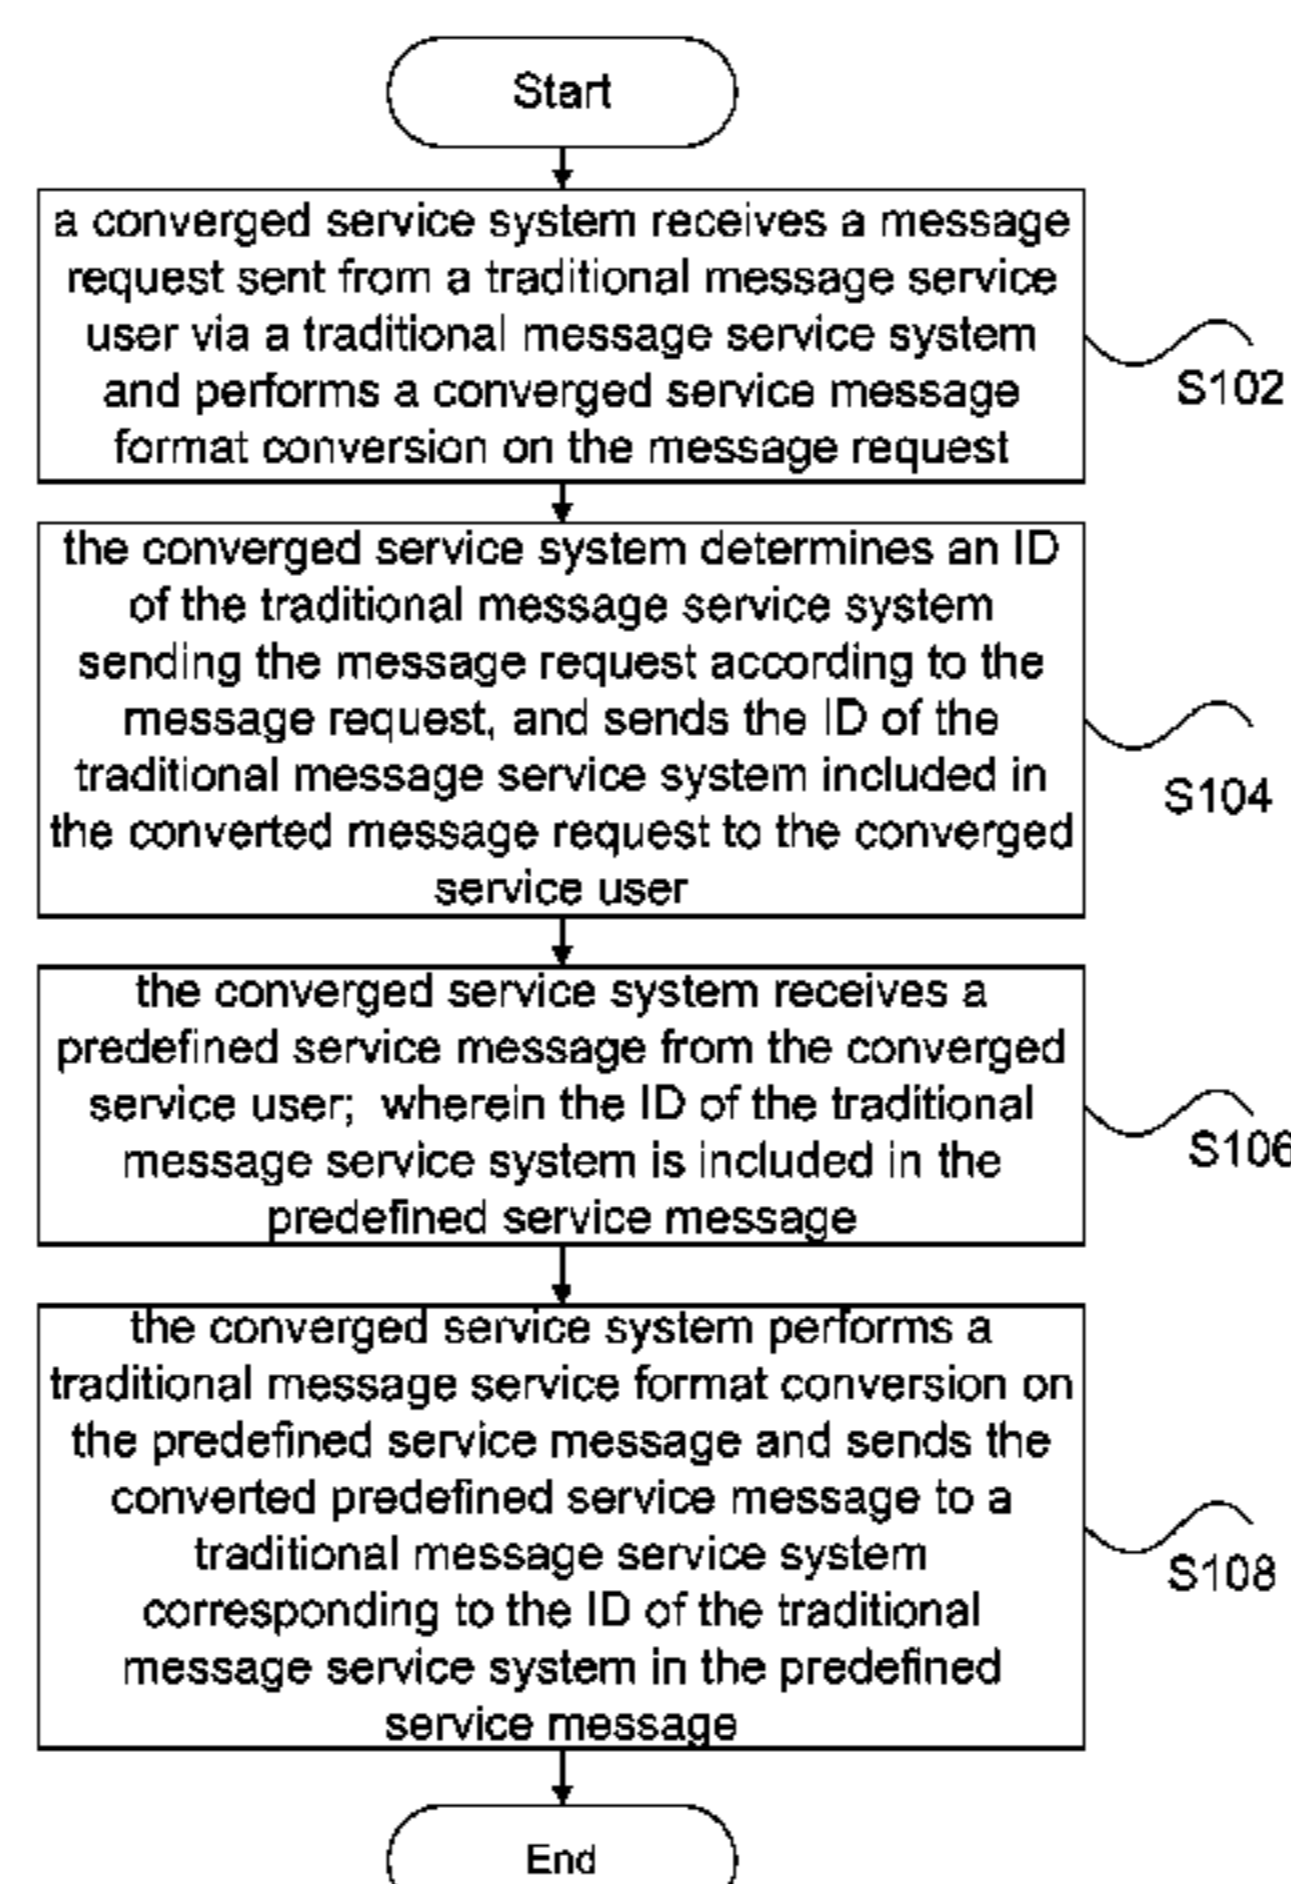 Start
a converged service system receives a message
request sent from a traditional message service
user via a traditional message service system
and performs a converged service message
format conversion on the message request
S102
the converged service system determines an ID
of the traditional message service system
sending the message request according to the
message request, and sends the ID of the
traditional message service system included in
the converted message request to the converged
service user
S104
the converged service system receives a
predefined service message from the converged
service user; wherein the ID of the traditional
message service system is included in the
predefined service message
S106
the converged service system performs a
traditional message service format conversion on
the predefined service message and sends the
converted predefined service message to a
traditional message service system
corresponding to the ID of the traditional
message service system in the predefined
service message
S108
End